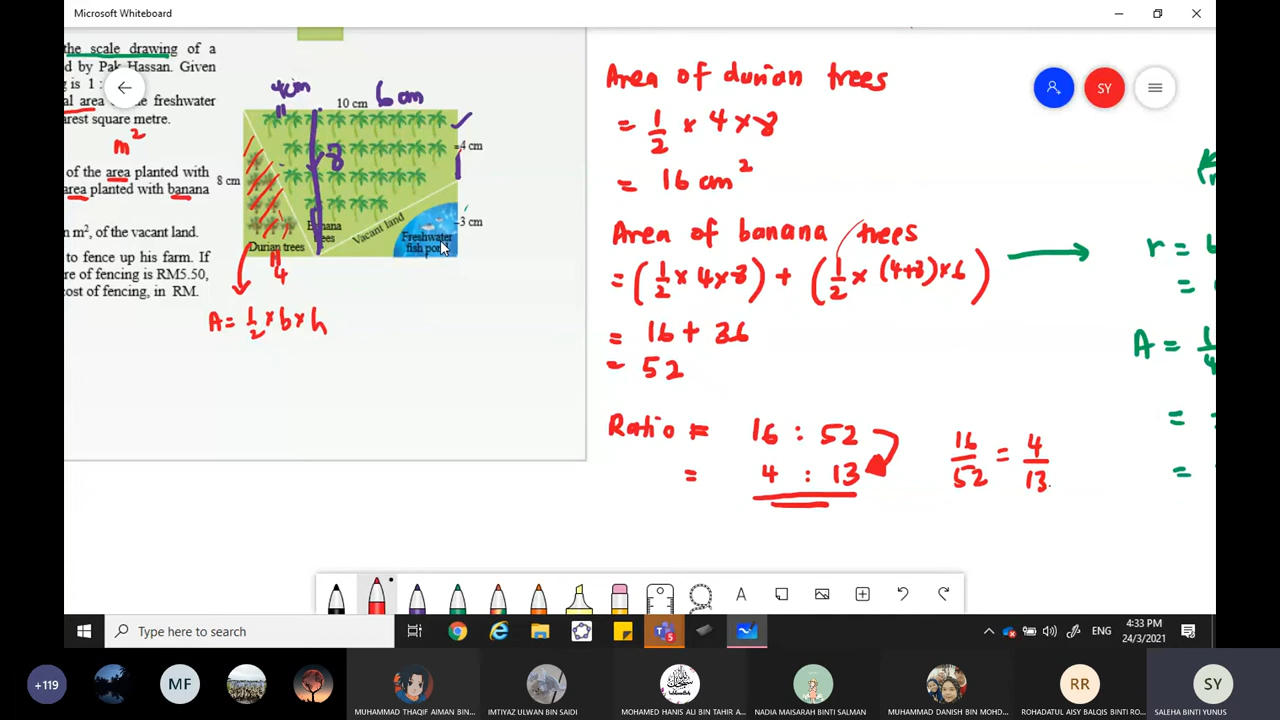 Microsoft Whiteboard
the scale drawing of a
d by Pak Hassan. Given
g is 1 :
al area
freshwater
arest square metre.
m²
of the area planted with
area planted with banana
n m², of the vacant land.
to fence up his farm. If
re of fencing is RM5.50,
cost of fencing, in RM.
4cm
10 cm
6 cm
8
= 4 cm
8 cm
3 cm
Vacant land
Freshwater
fish pond
Durian trees
4
A = 1/2 × b × h
Area of durian trees
= 1/2 × 4 × 8
= 16 cm²
Area of banana trees
= (1/2 × 4 × 8) + (1/2 × (4+8) × 6)
= 16 + 36
= 52
Ratio = 16 : 52
= 4 : 13
16/52 = 4/13
r =
=
A = 1/4
=
=
SY
Type here to search
ENG
4:33 PM
24/3/2021
+119
MF
RR
SY
MUHAMMAD THAQIF AIMAN BIN...
IMTIYAZ ULWAN BIN SAIDI
MOHAMED HANIS ALI BIN TAHIR A...
NADIA MAISARAH BINTI SALMAN
MUHAMMAD DANISH BIN MOHD...
ROHADATUL AISY BALQIS BINTI RO...
SALEHA BINTI YUNUS